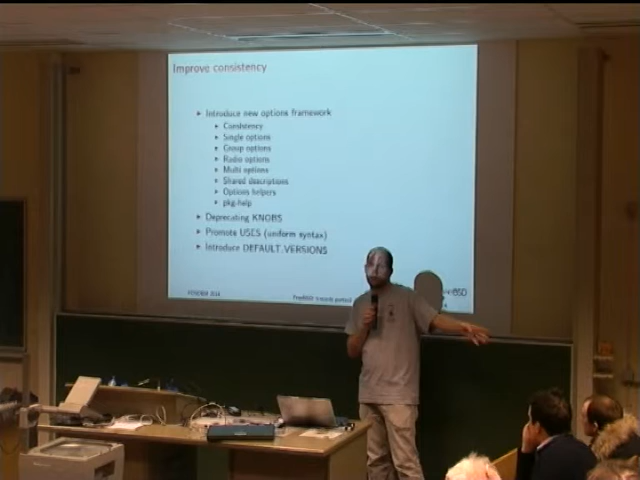 Improve consistency
▸ Introduce new options framework
▸ Consistency
▸ Single options
▸ Group options
▸ Radio options
▸ Multi options
▸ Shared descriptions
▸ Options helpers
▸ pkg-help
▸ Deprecating KNOBS
▸ Promote USES (uniform syntax)
▸ Introduce DEFAULT_VERSIONS
FOSDEM 2014
FreeBSD
BSD